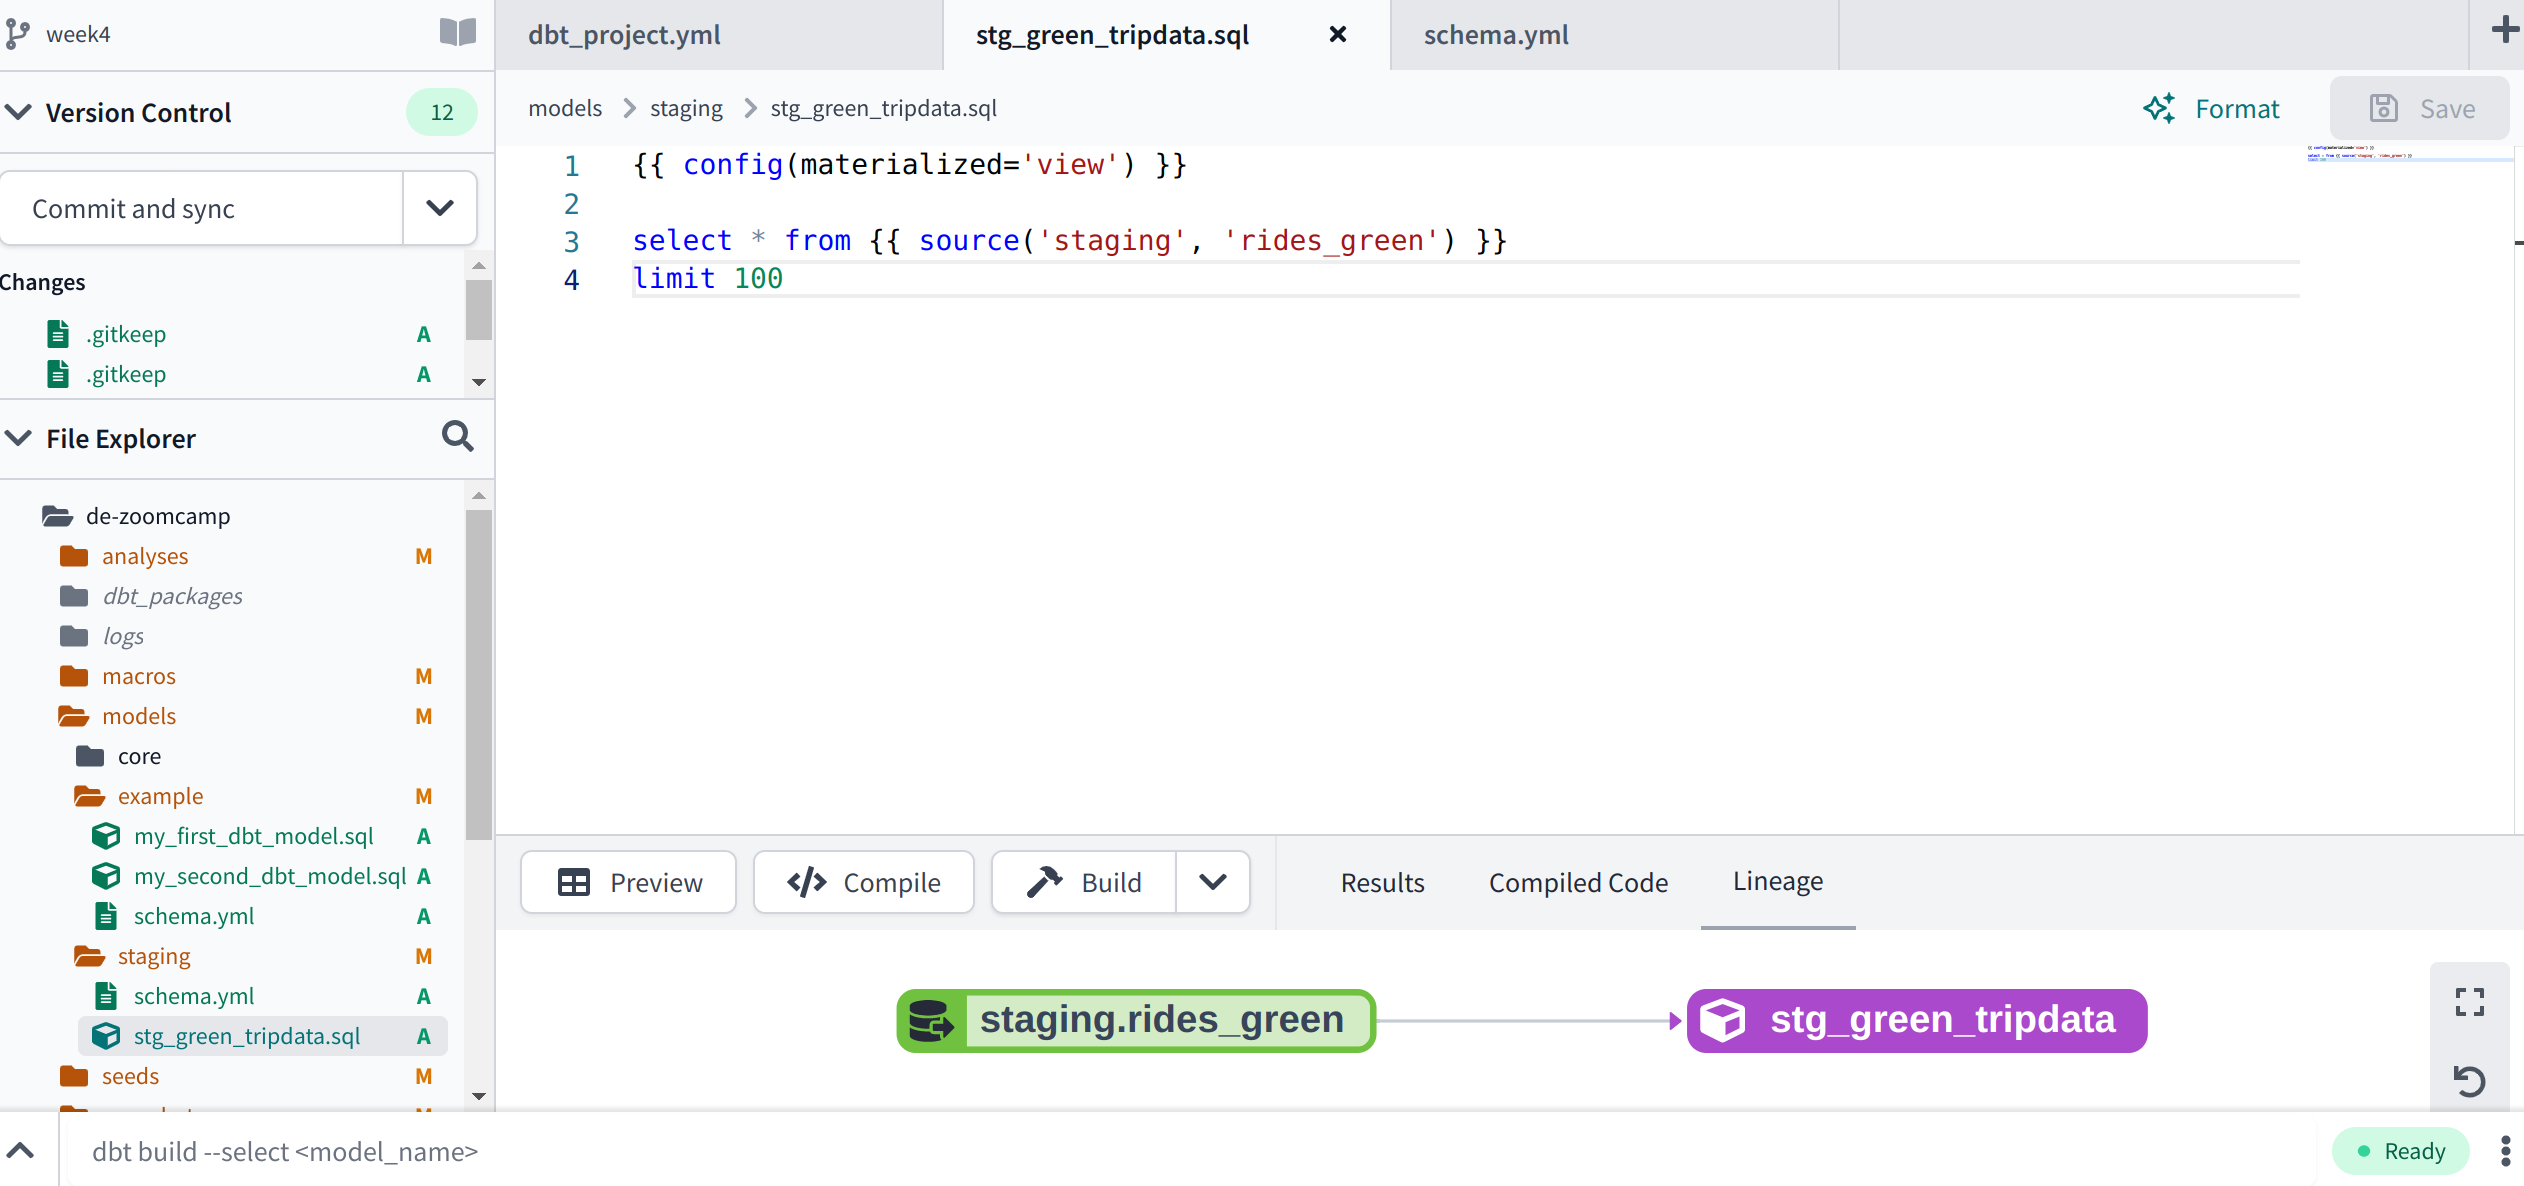 week4
Version Control 12
Commit and sync
Changes
.gitkeep A
.gitkeep A
File Explorer
de-zoomcamp
analyses M
dbt_packages
logs
macros M
models M
core
example M
my_first_dbt_model.sql A
my_second_dbt_model.sql A
schema.yml A
staging M
schema.yml A
stg_green_tripdata.sql A
seeds M
dbt_project.yml
stg_green_tripdata.sql
schema.yml
models > staging > stg_green_tripdata.sql
Format
Save
1 {{ config(materialized='view') }}
2
3 select * from {{ source('staging', 'rides_green') }}
4 limit 100
Preview
Compile
Build
Results
Compiled Code
Lineage
staging.rides_green
stg_green_tripdata
dbt build --select <model_name>
Ready